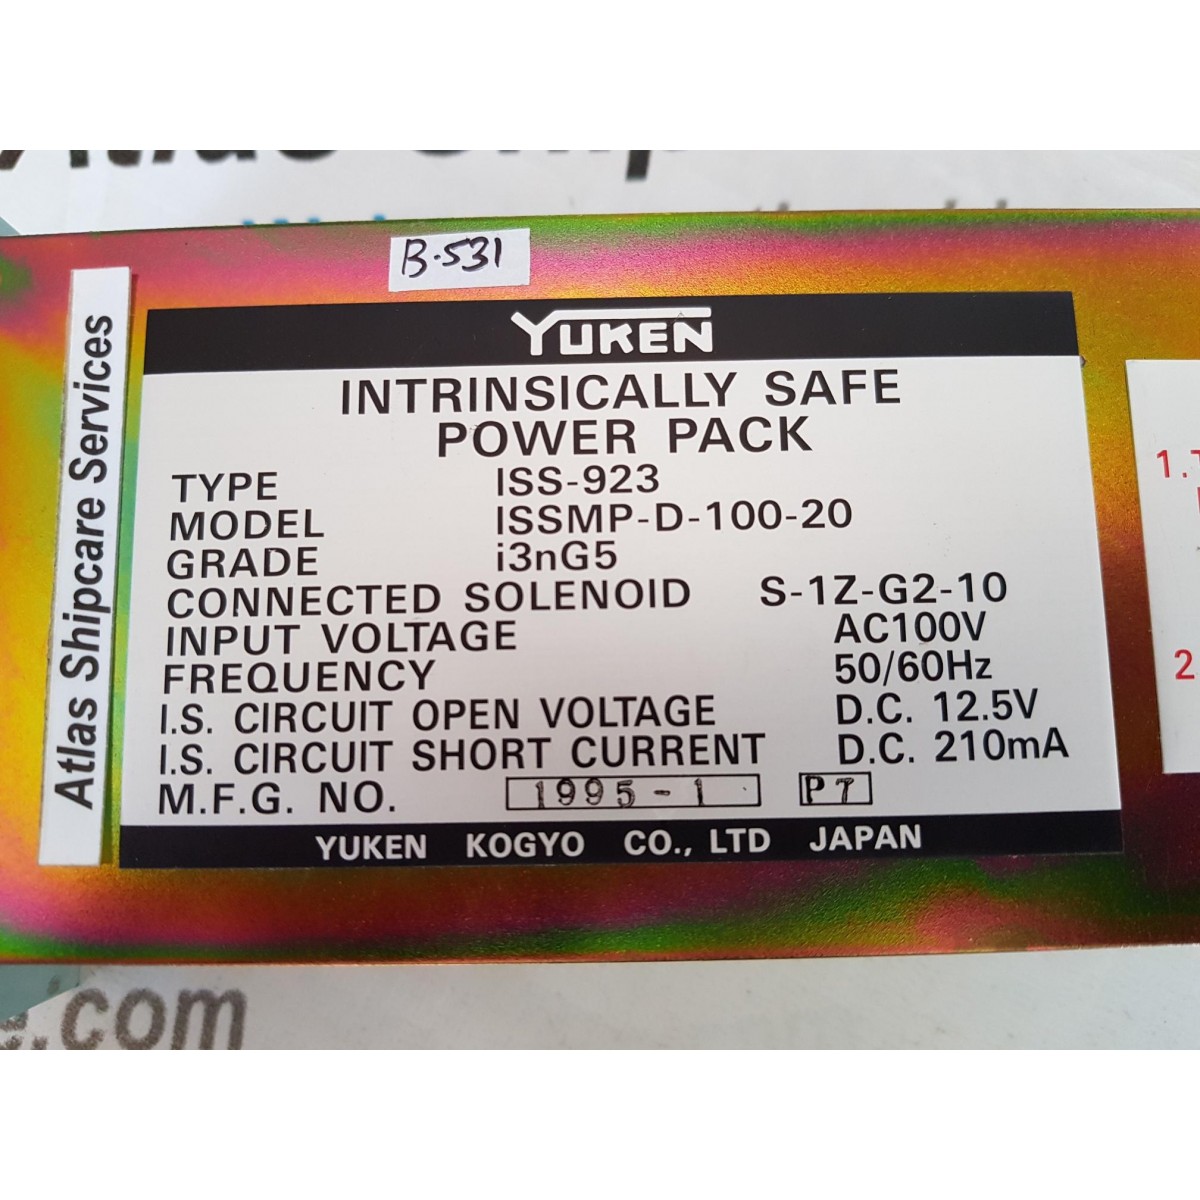 B-531
Atlas Shipcare Services
YUKEN
INTRINSICALLY SAFE
POWER PACK
TYPE ISS-923
MODEL ISSMP-D-100-20
GRADE i3nG5
CONNECTED SOLENOID S-1Z-G2-10
INPUT VOLTAGE AC100V
FREQUENCY 50/60Hz
I.S. CIRCUIT OPEN VOLTAGE D.C. 12.5V
I.S. CIRCUIT SHORT CURRENT D.C. 210mA
M.F.G. NO. 1995-1 P7
YUKEN KOGYO CO., LTD JAPAN
1.
2
.com